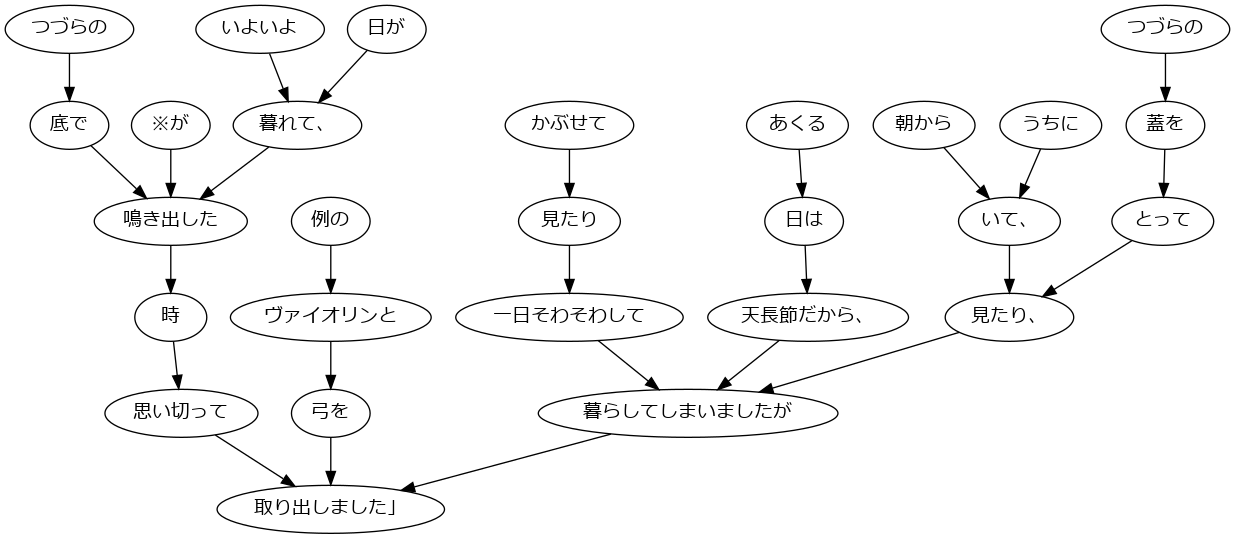 つづらの
いよいよ
日が
つづらの
底で
※が
暮れて、
かぶせて
あくる
朝から
うちに
蓋を
鳴き出した
例の
見たり
日は
いて、
とって
時
ヴァイオリンと
一日そわそわして
天長節だから、
見たり、
思い切って
弓を
暮らしてしまいましたが
取り出しました」